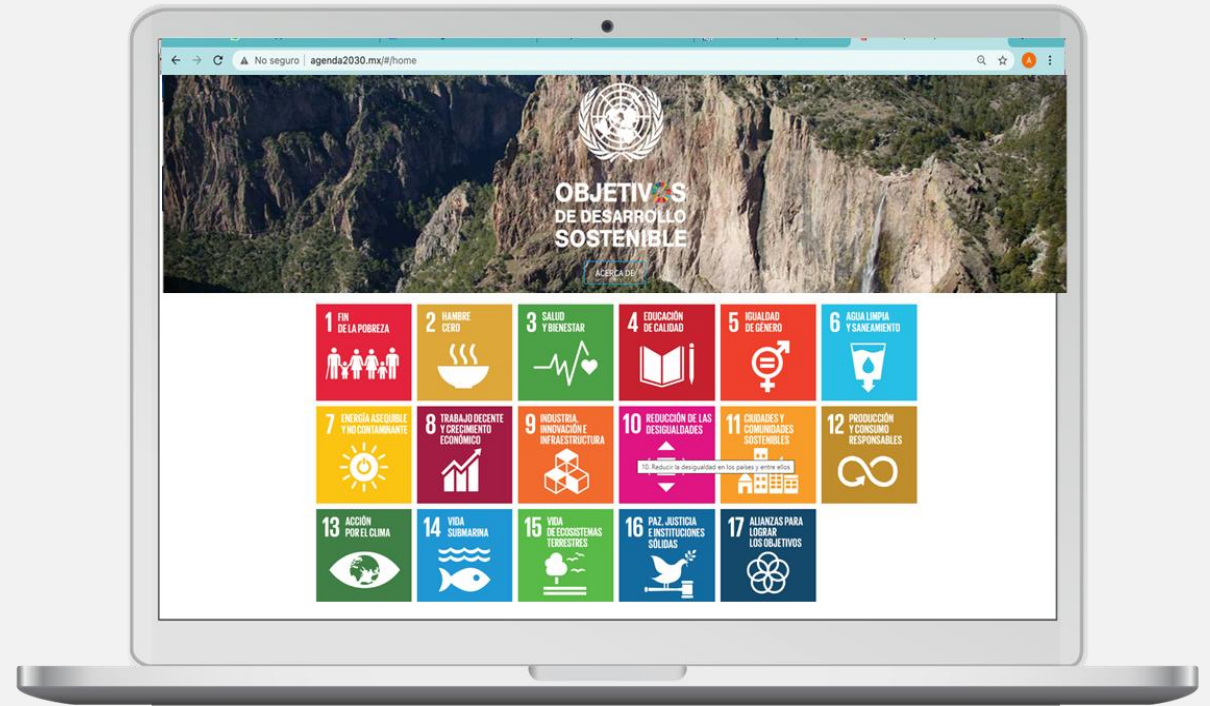 No seguro | agenda2030.mx/#/home
A
OBJETIVOS
DE DESARROLLO
SOSTENIBLE
ACERCA DE
1 FIN
DE LA POBREZA
2 HAMBRE
CERO
3 SALUD
Y BIENESTAR
4 EDUCACIÓN
DE CALIDAD
5 IGUALDAD
DE GÉNERO
6 AGUA LIMPIA
Y SANEAMIENTO
7 ENERGÍA ASEQUIBLE
Y NO CONTAMINANTE
8 TRABAJO DECENTE
Y CRECIMIENTO
ECONÓMICO
9 INDUSTRIA,
INNOVACIÓN E
INFRAESTRUCTURA
10 REDUCCIÓN DE LAS
DESIGUALDADES
11 CIUDADES Y
COMUNIDADES
SOSTENIBLES
12 PRODUCCIÓN
Y CONSUMO
RESPONSABLES
10. Reducir la desigualdad en los países y entre ellos
13 ACCIÓN
POR EL CLIMA
14 VIDA
SUBMARINA
15 VIDA
DE ECOSISTEMAS
TERRESTRES
16 PAZ, JUSTICIA
E INSTITUCIONES
SÓLIDAS
17 ALIANZAS PARA
LOGRAR
LOS OBJETIVOS